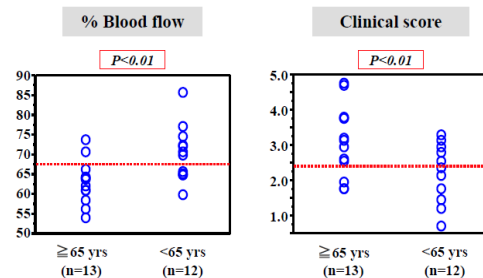 % Blood flow
P<0.01
90
85
80
75
70
65
60
55
50
≧65 yrs
(n=13)
<65 yrs
(n=12)
Clinical score
P<0.01
5.0
4.0
3.0
2.0
1.0
≧65 yrs
(n=13)
<65 yrs
(n=12)